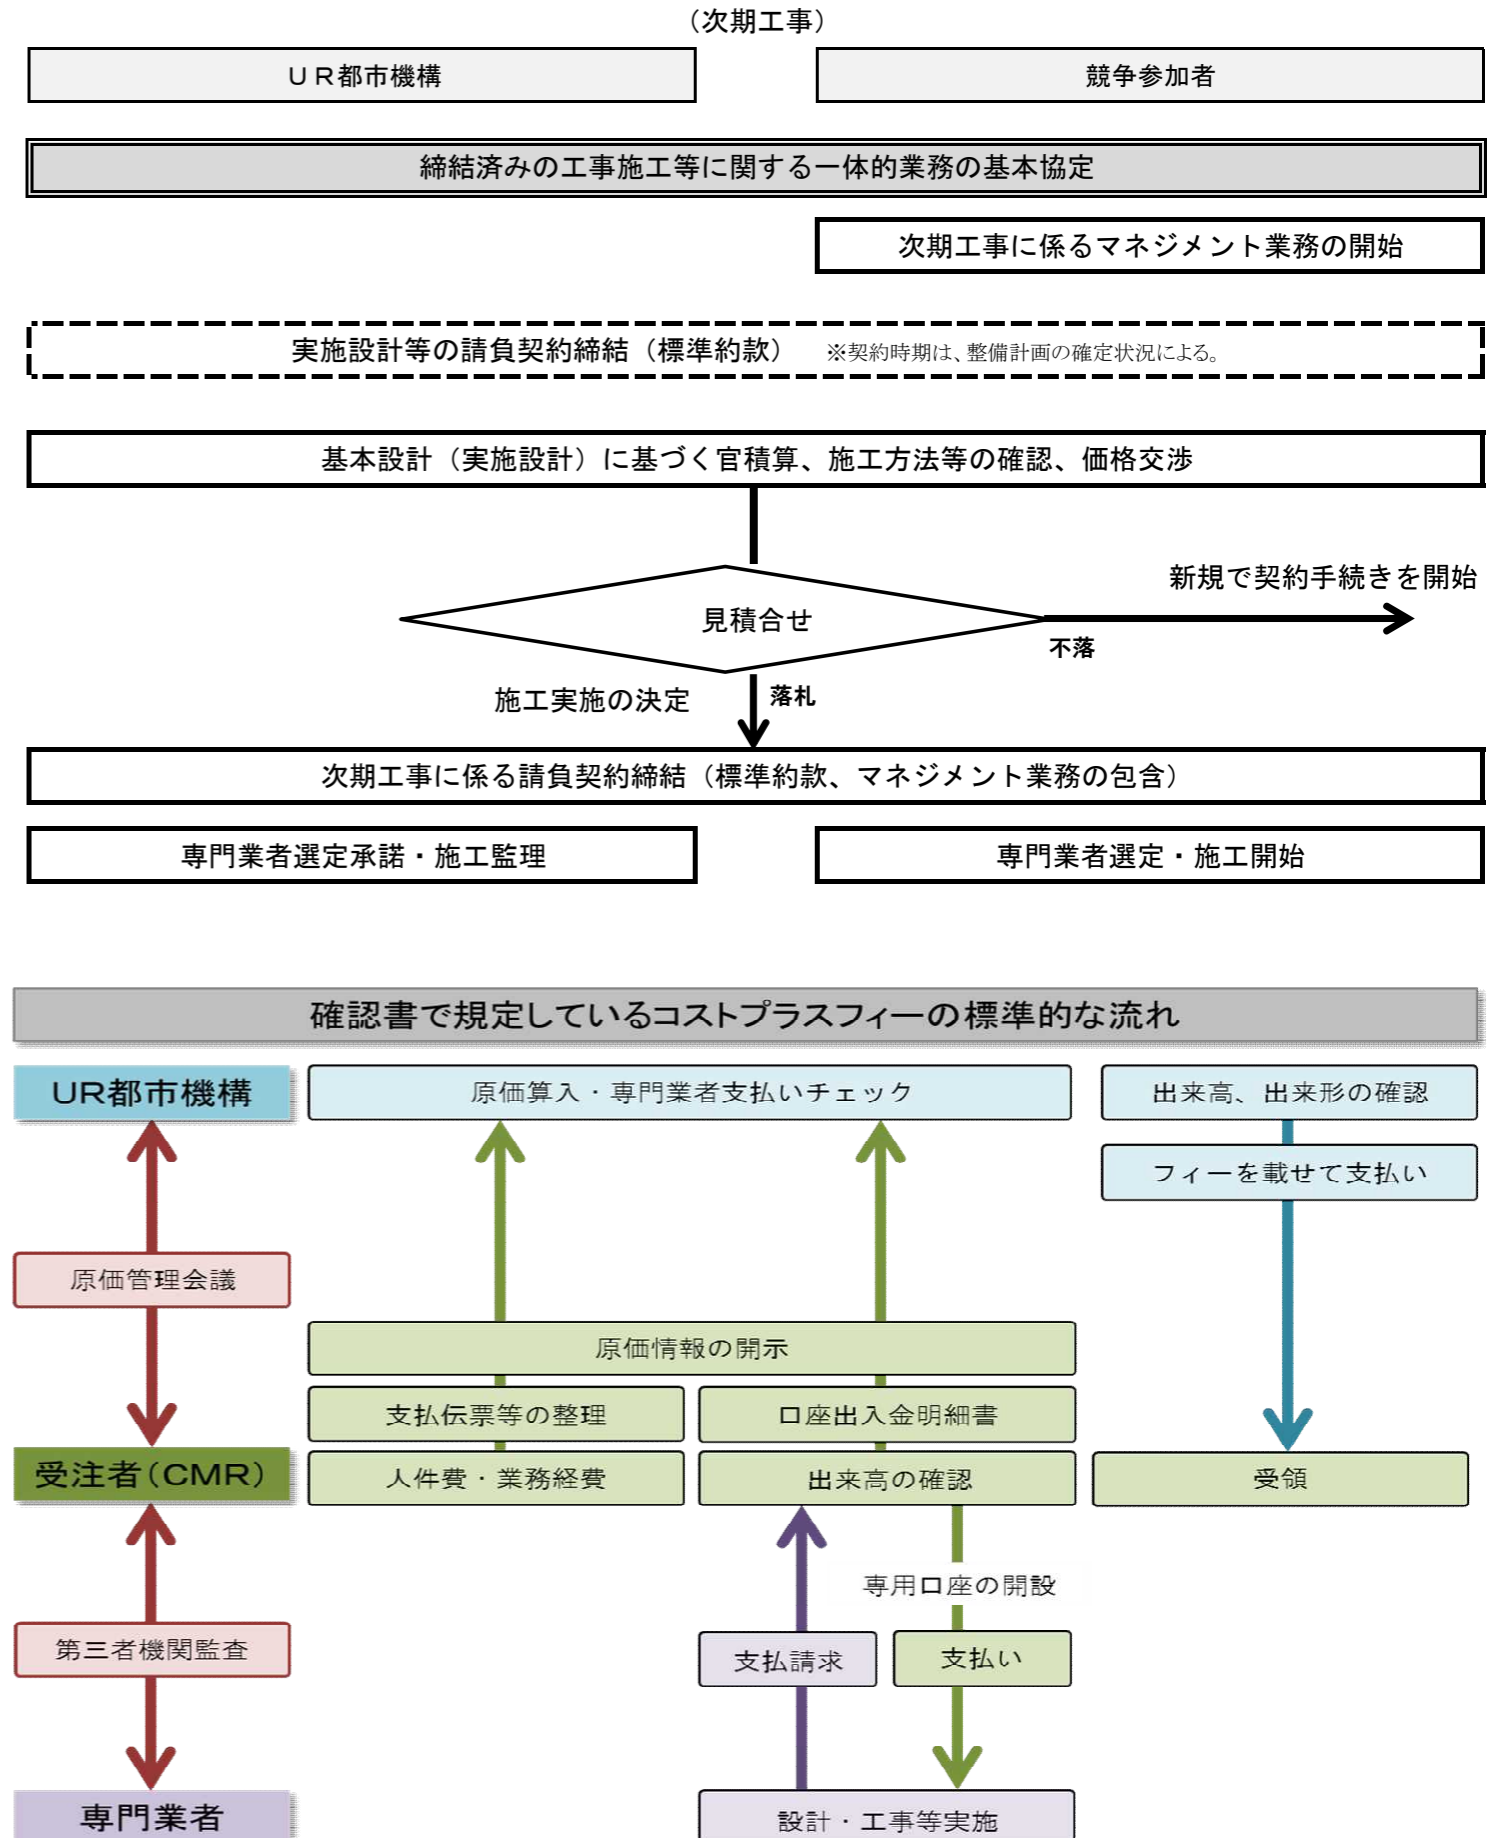 （次期工事）
ＵＲ都市機構
競争参加者
締結済みの工事施工等に関する一体的業務の基本協定
次期工事に係るマネジメント業務の開始
実施設計等の請負契約締結（標準約款）　※契約時期は、整備計画の確定状況による。
基本設計（実施設計）に基づく官積算、施工方法等の確認、価格交渉
新規で契約手続きを開始
見積合せ
不落
施工実施の決定
落札
次期工事に係る請負契約締結（標準約款、マネジメント業務の包含）
専門業者選定承諾・施工監理
専門業者選定・施工開始
確認書で規定しているコストプラスフィーの標準的な流れ
UR都市機構
原価算入・専門業者支払いチェック
出来高、出来形の確認
フィーを載せて支払い
原価管理会議
原価情報の開示
支払伝票等の整理
口座出入金明細書
受注者(CMR)
人件費・業務経費
出来高の確認
受領
専用口座の開設
第三者機関監査
支払請求
支払い
専門業者
設計・工事等実施